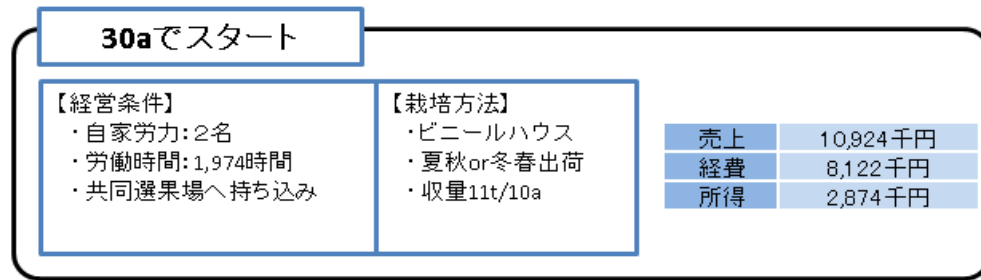 30aでスタート
【経営条件】
・自家労力：２名
・労働時間：1,974時間
・共同選果場へ持ち込み
【栽培方法】
・ビニールハウス
・夏秋or冬春出荷
・収量11t/10a
売上 10,924千円
経費 8,122千円
所得 2,874千円